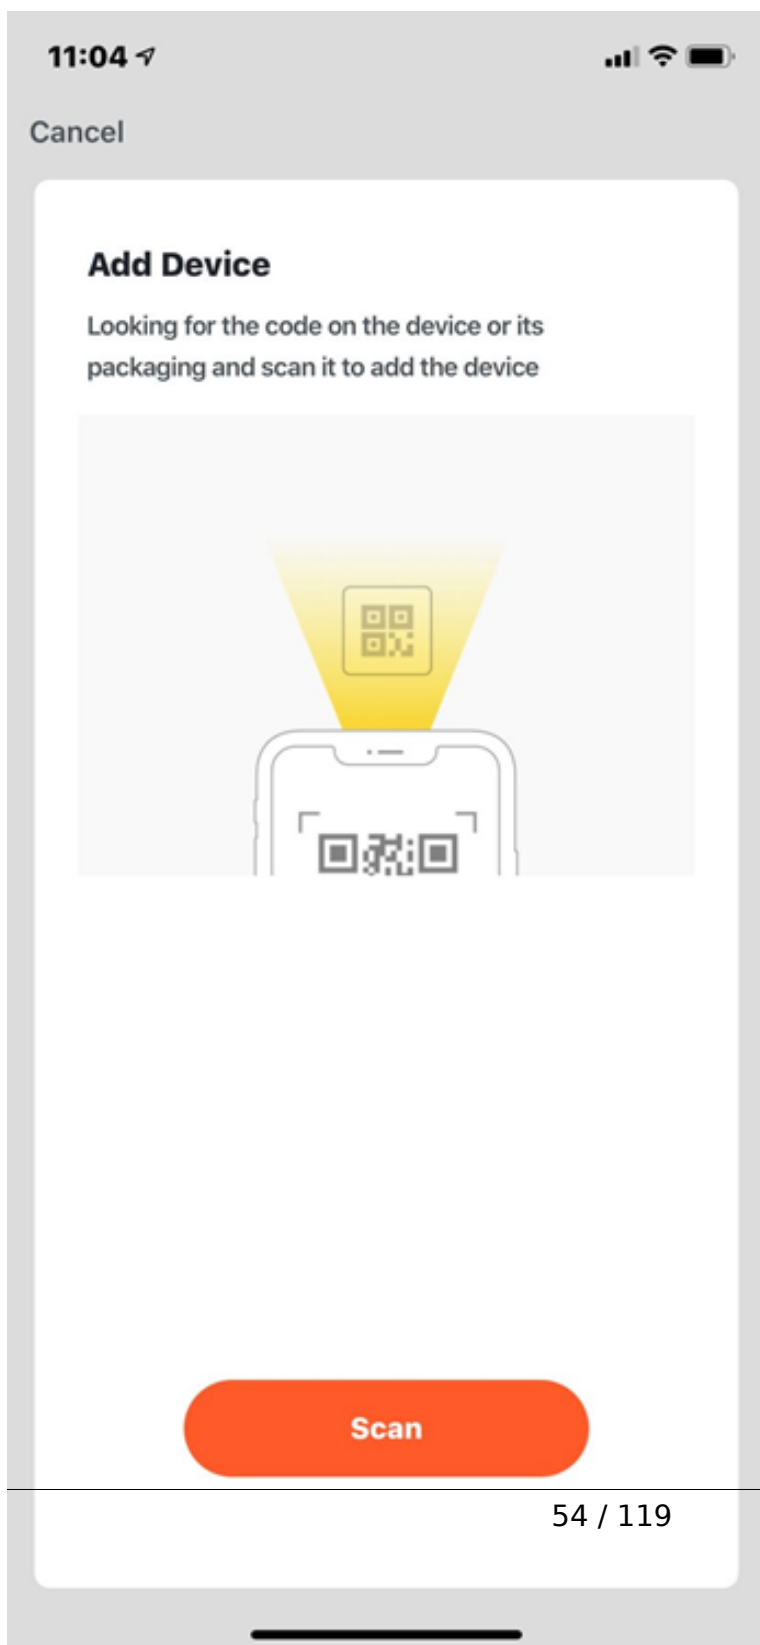 11:04
Cancel
Add Device
Looking for the code on the device or its
packaging and scan it to add the device
Scan
54 / 119